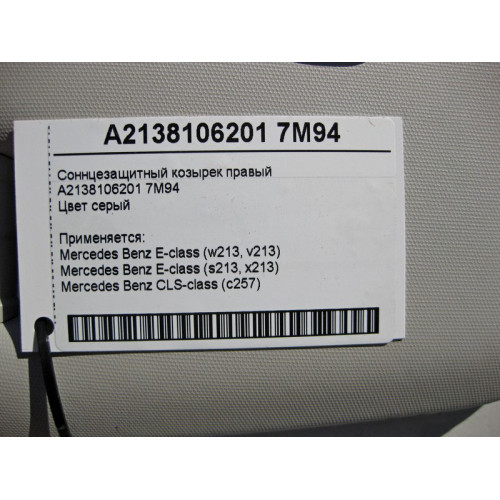 A2138106201 7M94
Соннцезащитный козырек правый
A2138106201 7M94
Цвет серый
Применяется:
Mercedes Benz E-class (w213, v213)
Mercedes Benz E-class (s213, x213)
Mercedes Benz CLS-class (c257)